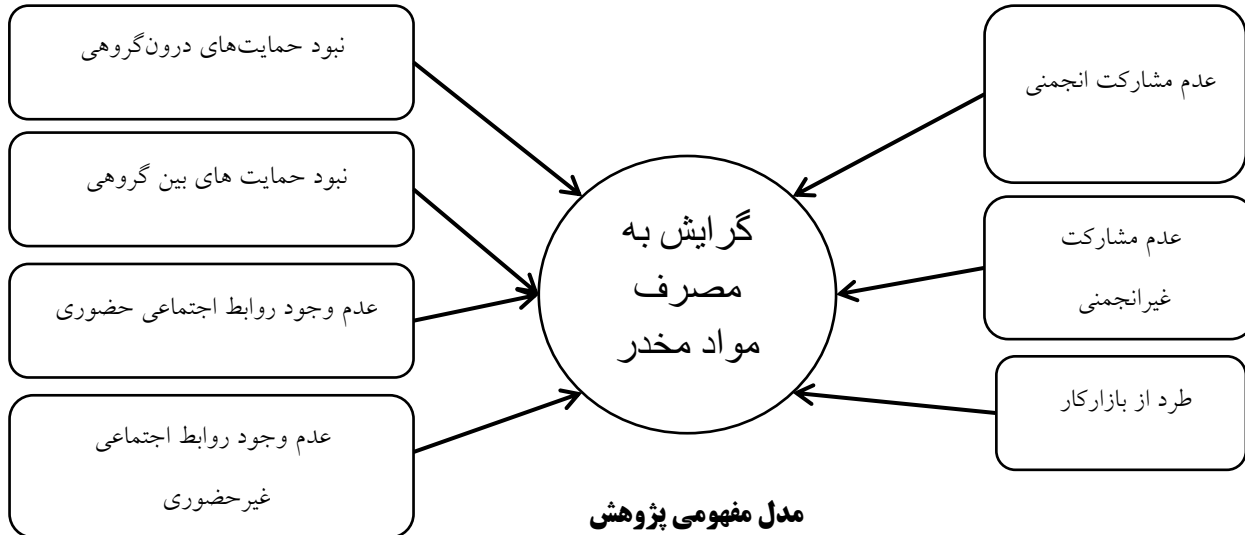 نبود حمایت‌های درون‌گروهی
نبود حمایت های بین گروهی
عدم وجود روابط اجتماعی حضوری
عدم وجود روابط اجتماعی
غیرحضوری
گرایش به
مصرف
مواد مخدر
عدم مشارکت انجمنی
عدم مشارکت
غیرانجمنی
طرد از بازارکار
مدل مفهومی پژوهش